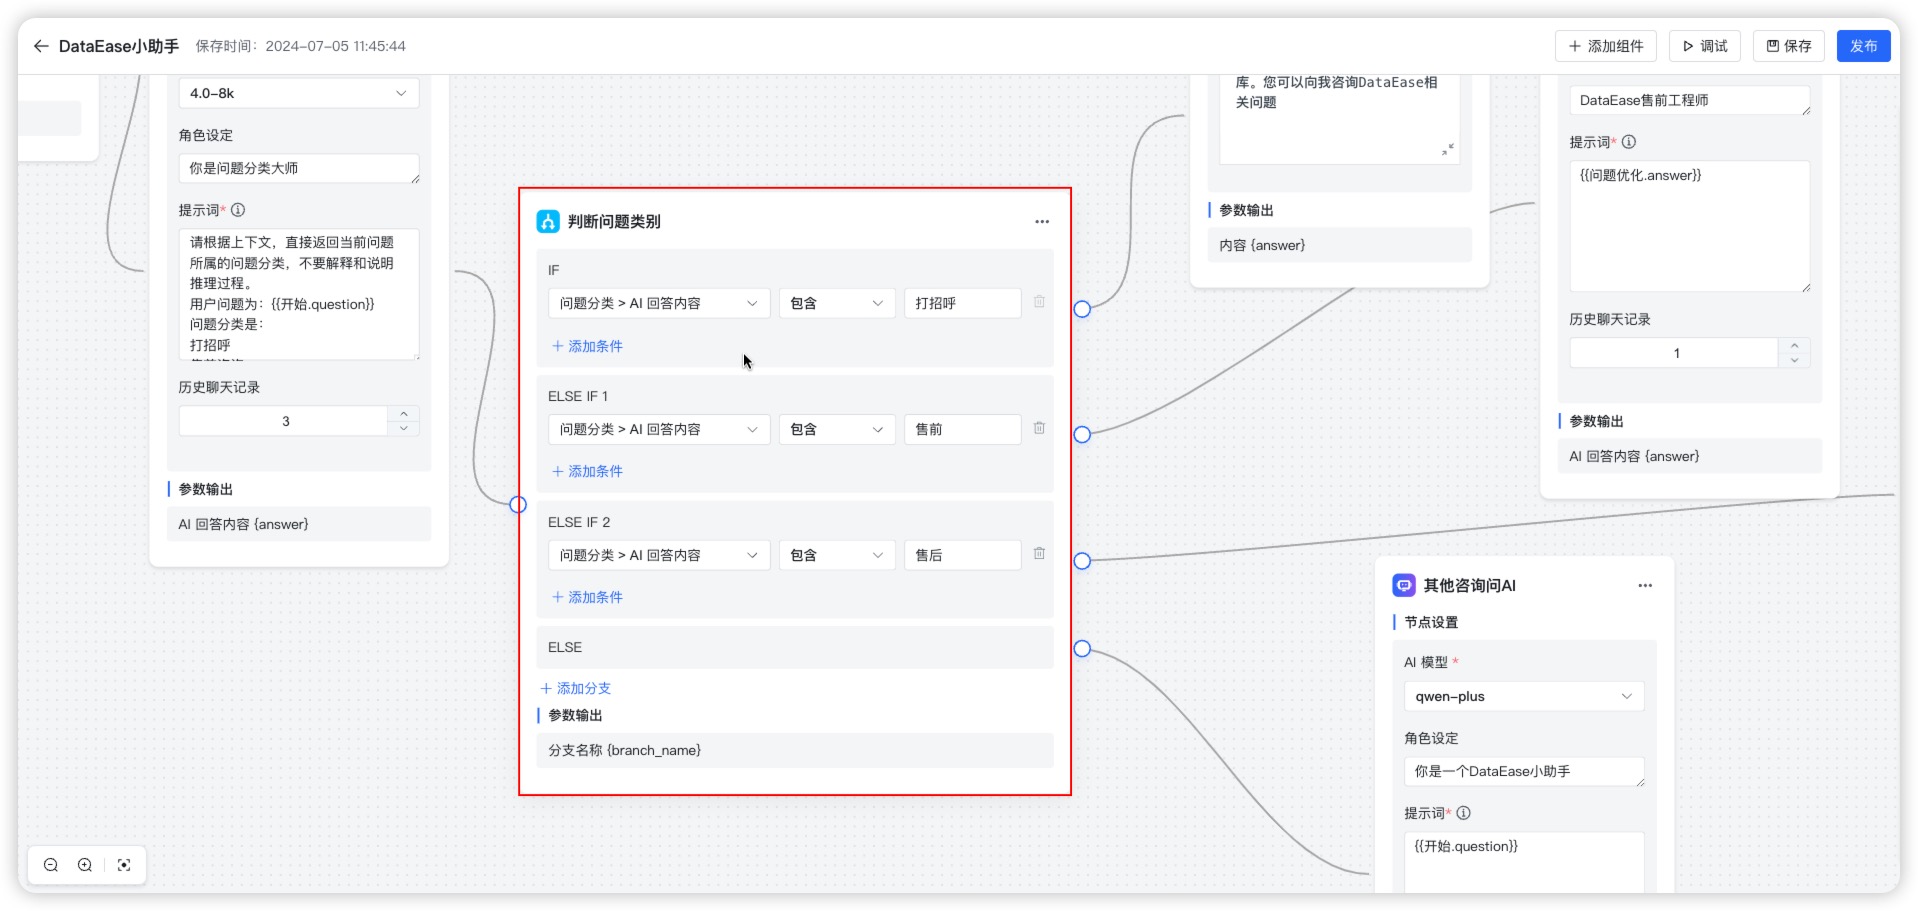 DataEase小助手 保存时间：2024-07-05 11:45:44
添加组件 调试 保存 发布
4.0-8k
角色设定
你是问题分类大师
提示词*
请根据上下文，直接返回当前问题
所属的问题分类，不要解释和说明
推理过程。
用户问题为：{{开始.question}}
问题分类是：
打招呼
历史聊天记录
3
参数输出
AI 回答内容 {answer}
判断问题类别
IF
问题分类 > AI 回答内容 包含 打招呼
添加条件
ELSE IF 1
问题分类 > AI 回答内容 包含 售前
添加条件
ELSE IF 2
问题分类 > AI 回答内容 包含 售后
添加条件
ELSE
添加分支
参数输出
分支名称 {branch_name}
库。您可以向我咨询DataEase相
关问题
参数输出
内容 {answer}
DataEase售前工程师
提示词*
{{问题优化.answer}}
历史聊天记录
1
参数输出
AI 回答内容 {answer}
其他咨询问AI
节点设置
AI 模型 *
qwen-plus
角色设定
你是一个DataEase小助手
提示词*
{{开始.question}}